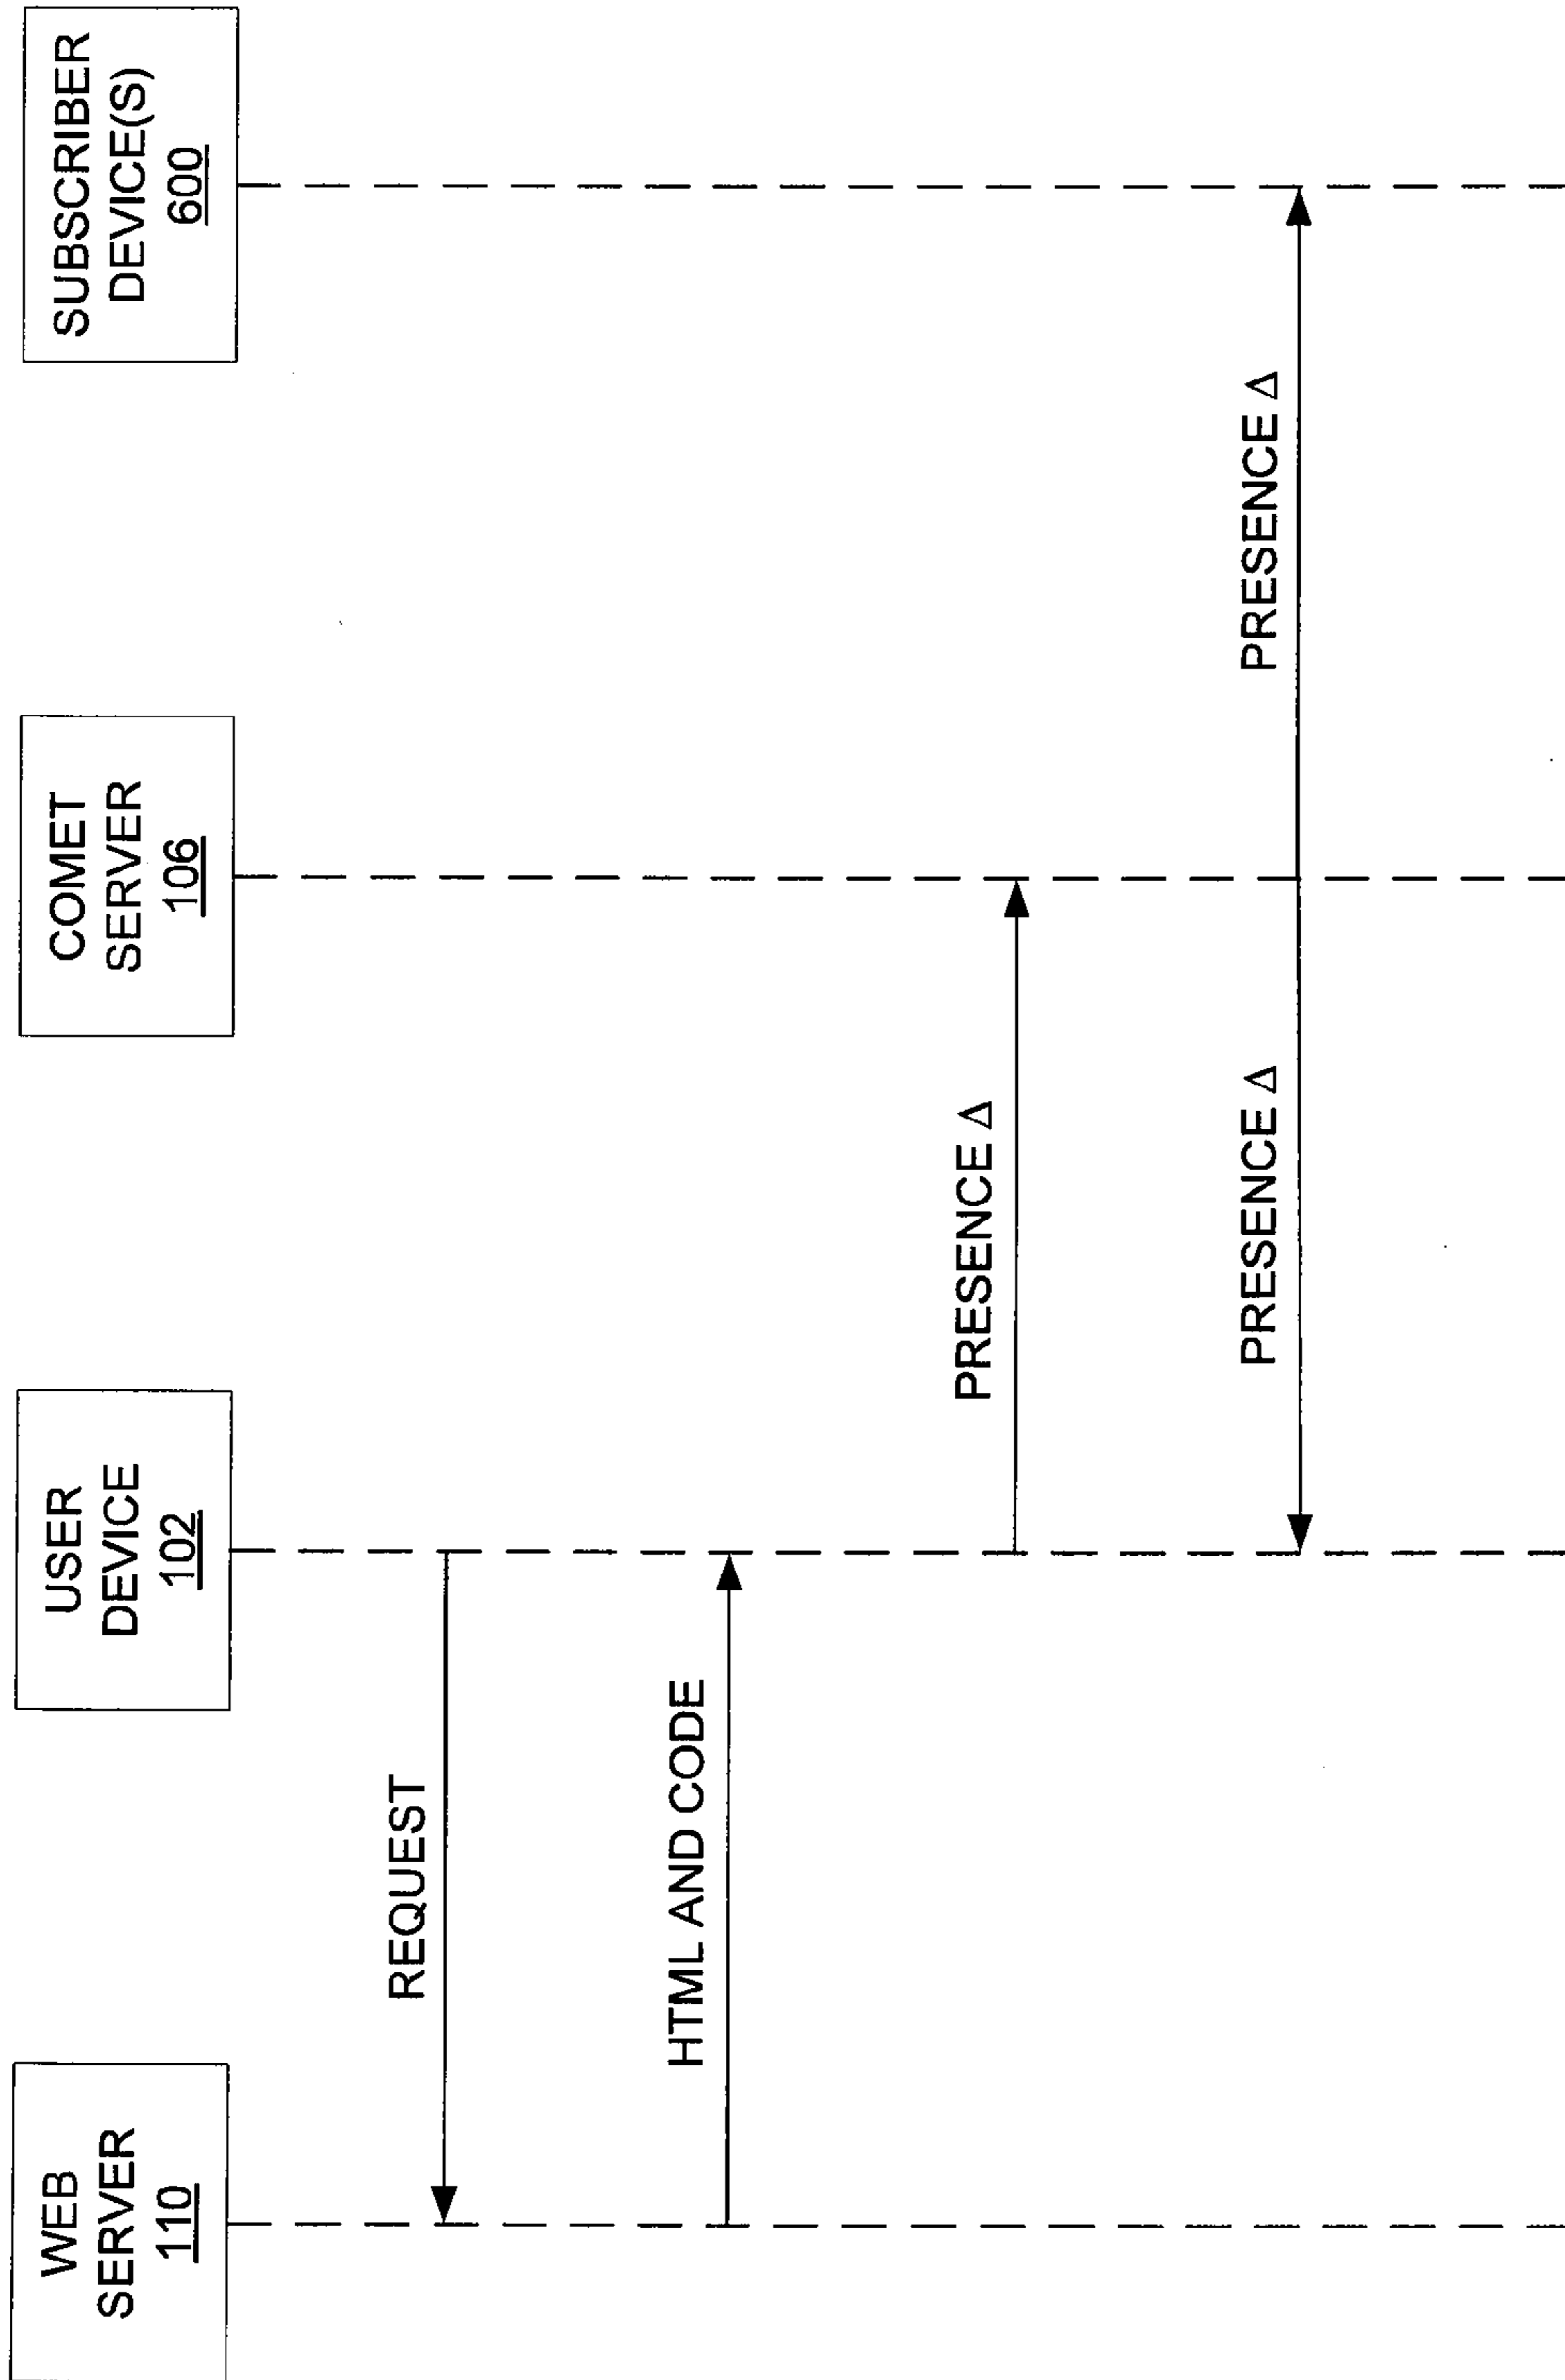 WEB
SERVER
110
USER
DEVICE
102
COMET
SERVER
106
SUBSCRIBER
DEVICE(S)
600
REQUEST
HTML AND CODE
PRESENCE Δ
PRESENCE Δ
PRESENCE Δ